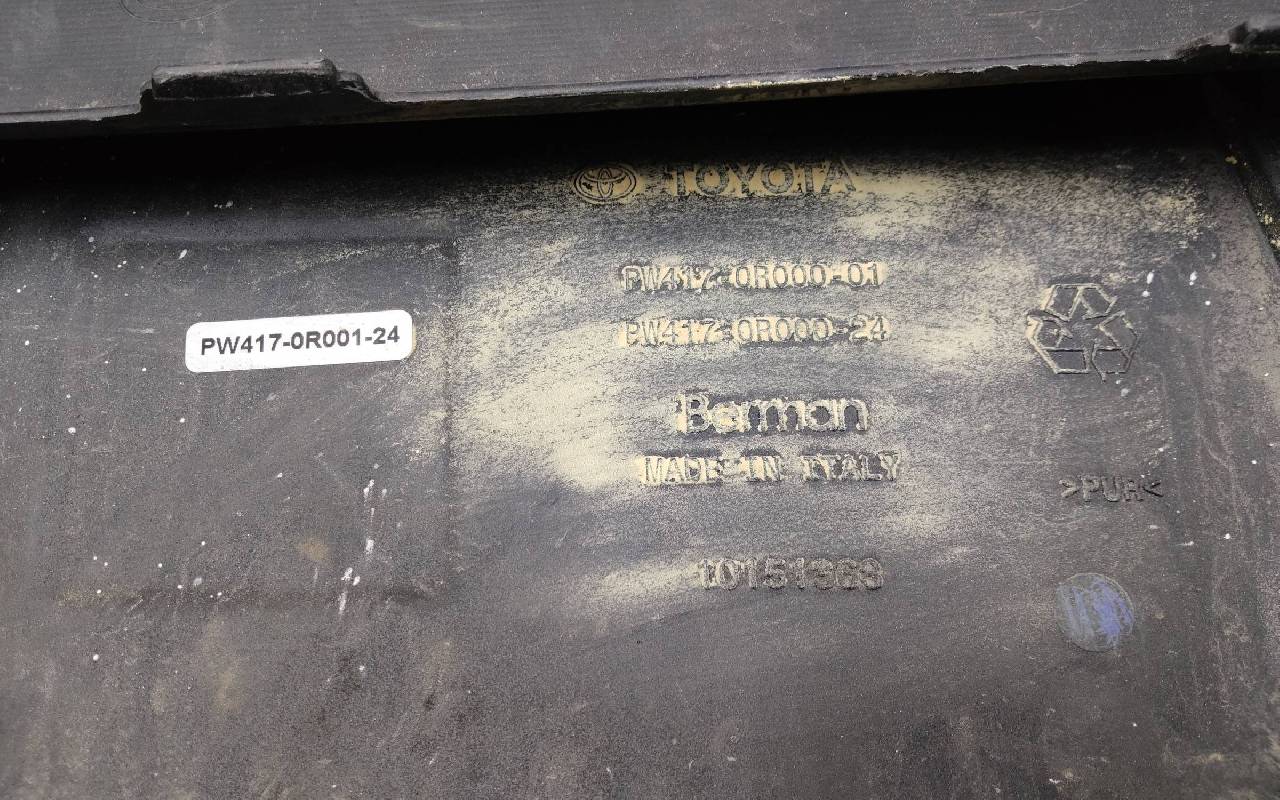 TOYOTA
PW417-0R000-01
PW417-0R000-24
PW417-0R001-24
Berman
MADE IN ITALY
>PUR<
10151369